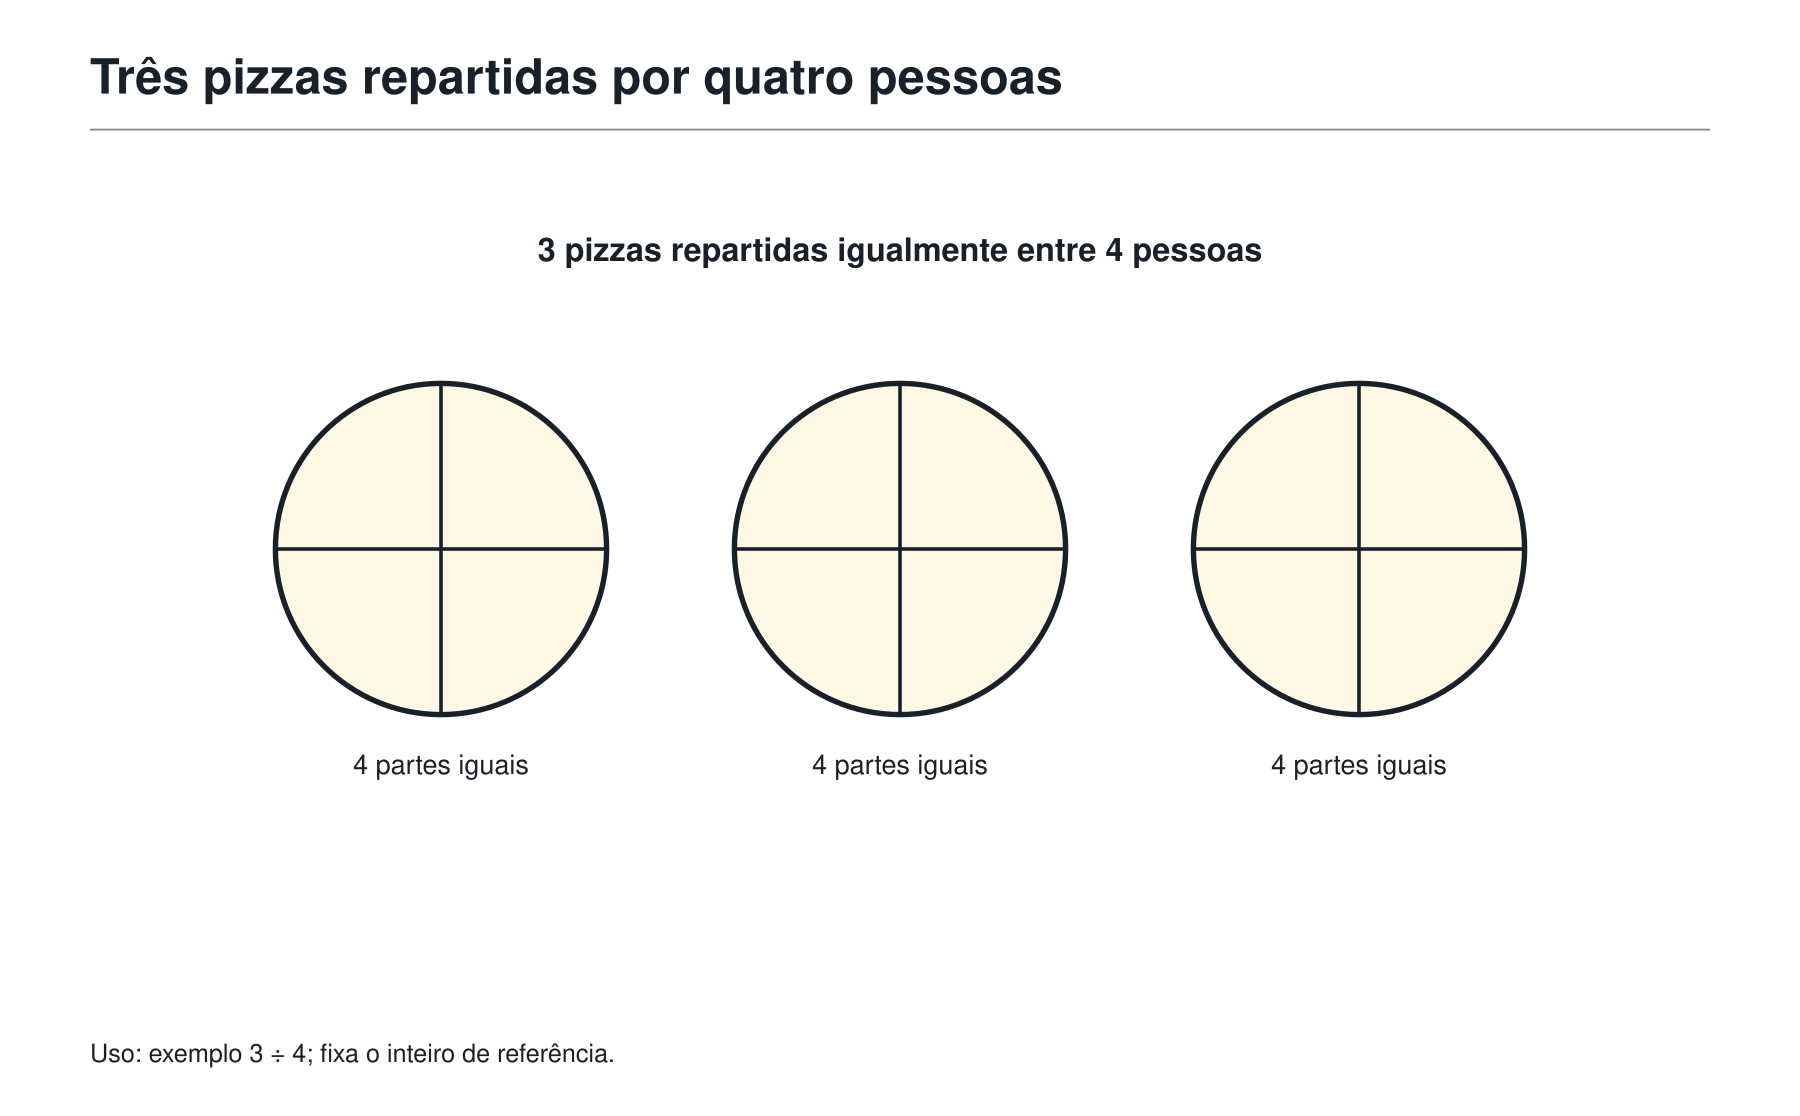 Três pizzas repartidas por quatro pessoas
3 pizzas repartidas igualmente entre 4 pessoas
4 partes iguais
4 partes iguais
4 partes iguais
Uso: exemplo 3 ÷ 4; fixa o inteiro de referência.